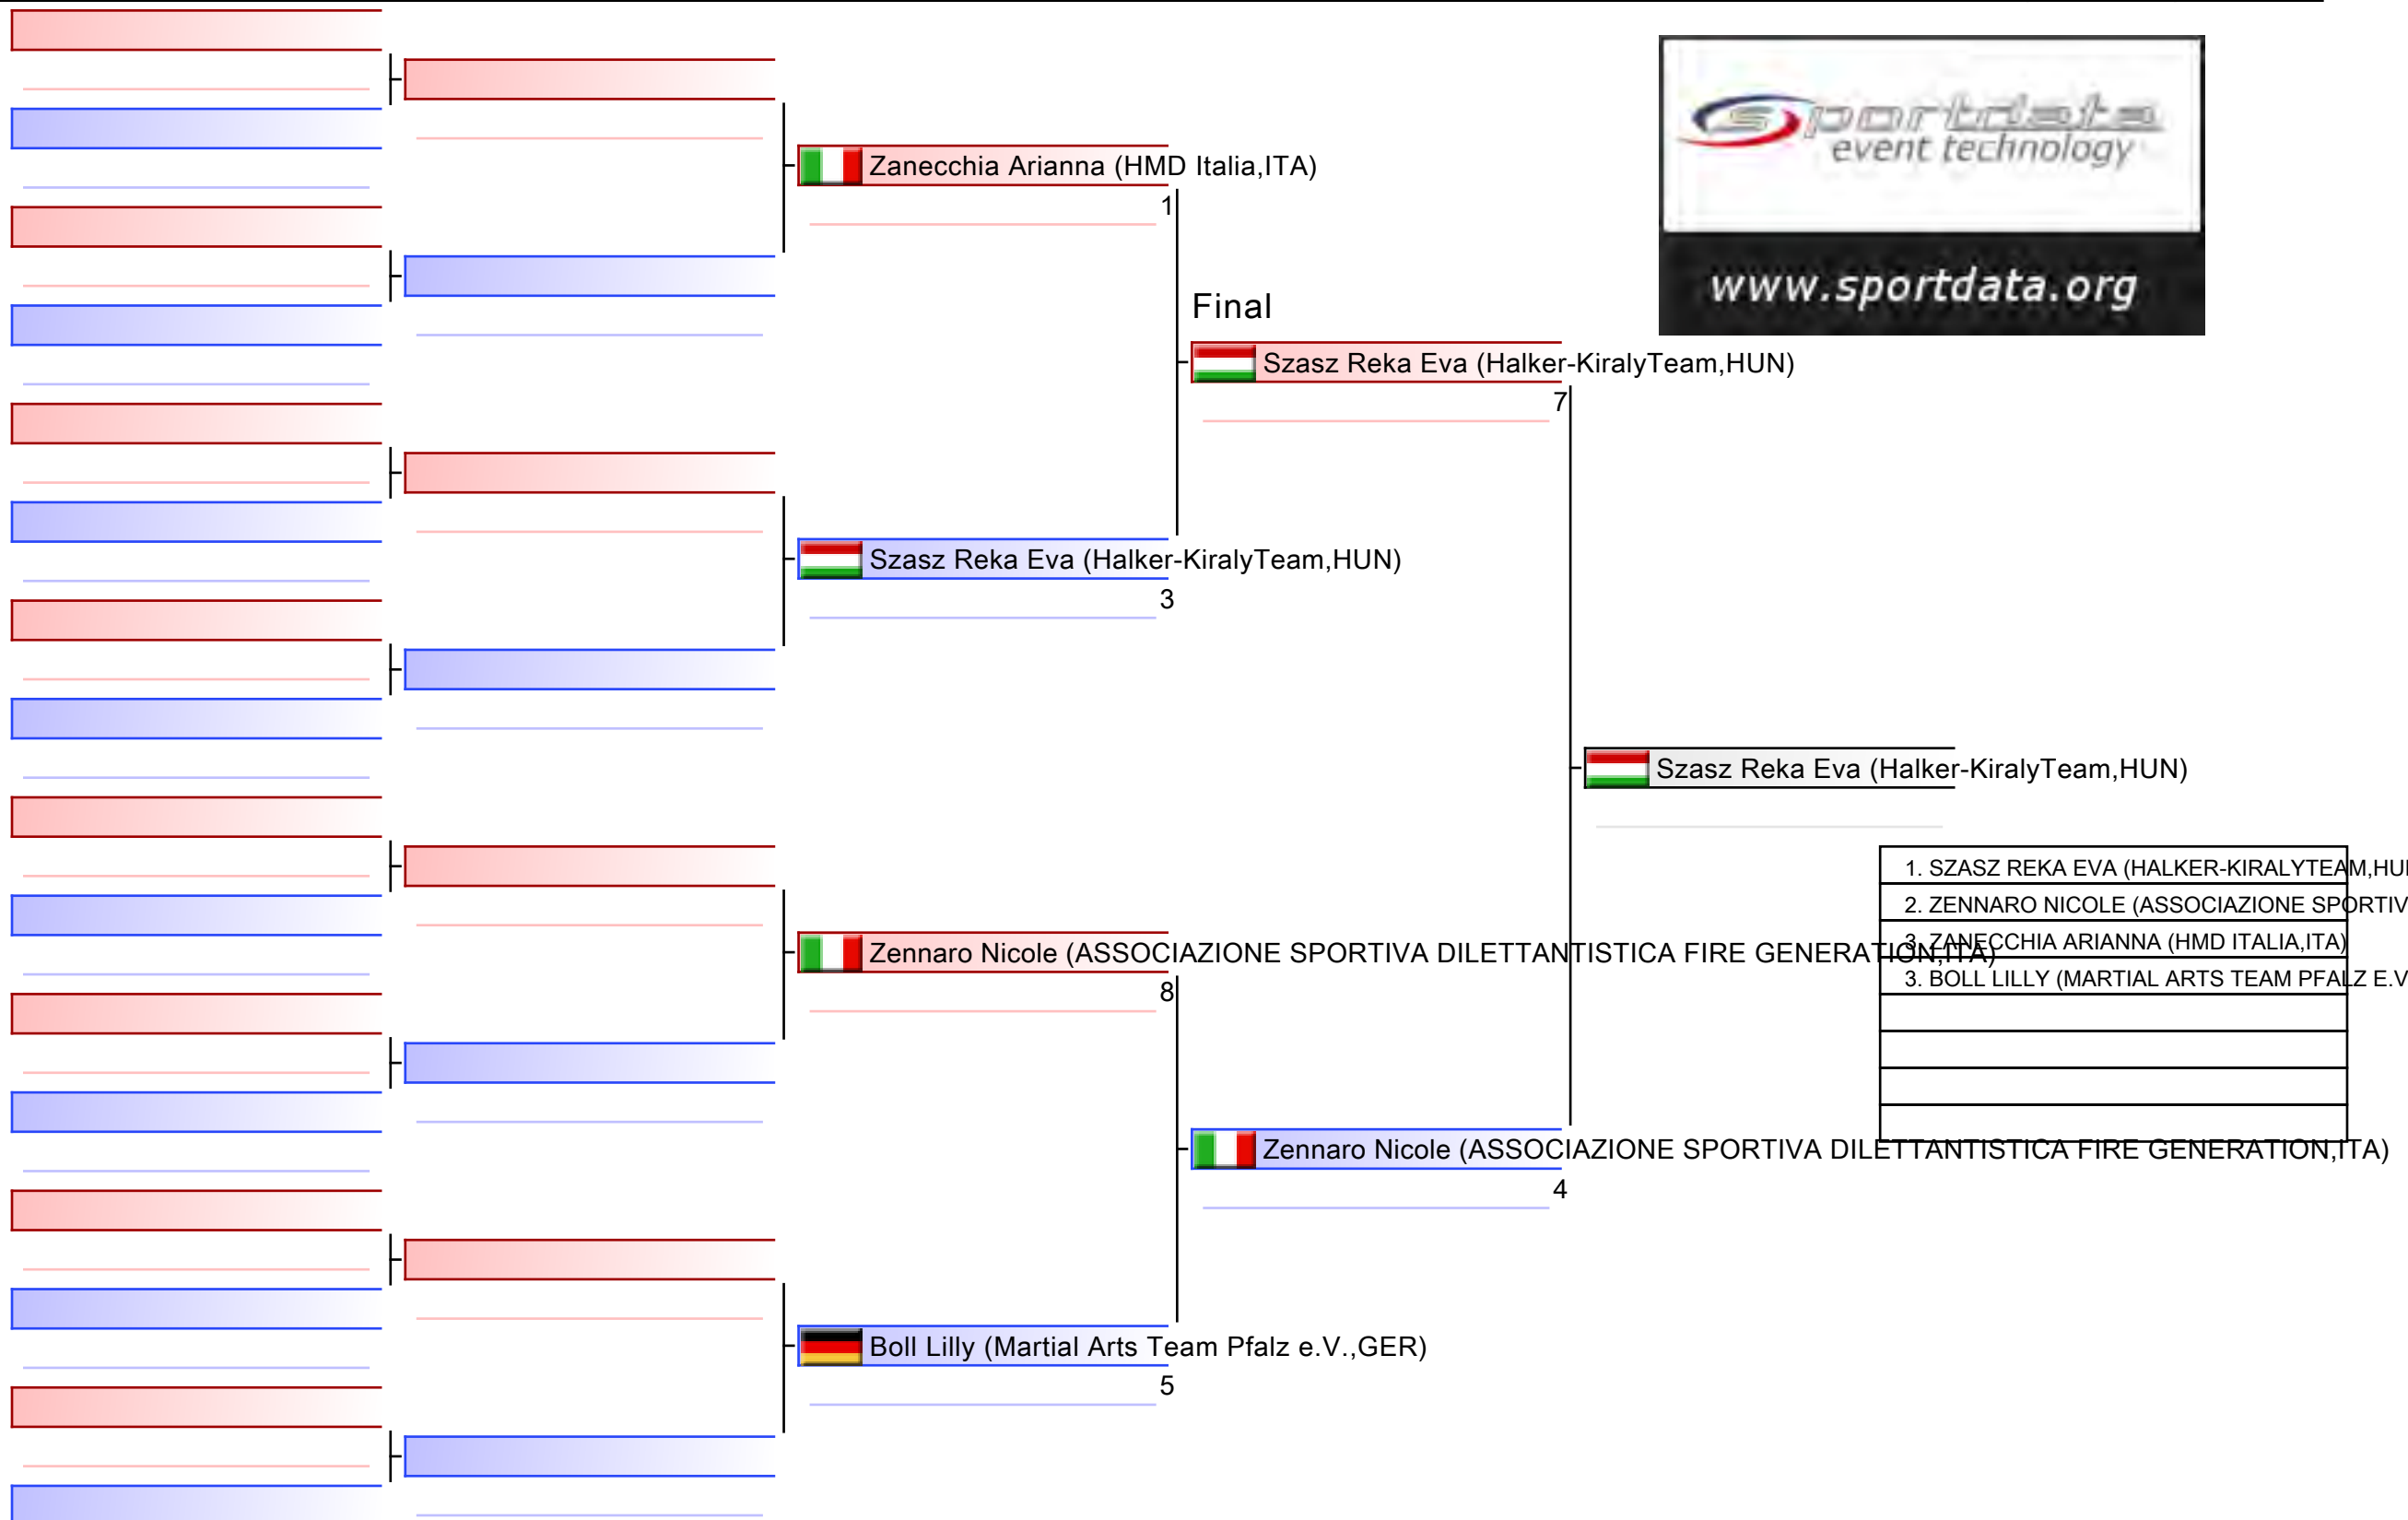 sportdata
event technology
www.sportdata.org
Zanecchia Arianna (HMD Italia,ITA)
1
Final
Szasz Reka Eva (Halker-KiralyTeam,HUN)
7
Szasz Reka Eva (Halker-KiralyTeam,HUN)
3
Szasz Reka Eva (Halker-KiralyTeam,HUN)
1. SZASZ REKA EVA (HALKER-KIRALYTEAM,HU
2. ZENNARO NICOLE (ASSOCIAZIONE SPORTIV
3. ZANECCHIA ARIANNA (HMD ITALIA,ITA)
3. BOLL LILLY (MARTIAL ARTS TEAM PFALZ E.V
Zennaro Nicole (ASSOCIAZIONE SPORTIVA DILETTANTISTICA FIRE GENERATION,ITA)
8
Zennaro Nicole (ASSOCIAZIONE SPORTIVA DILETTANTISTICA FIRE GENERATION,ITA)
4
Boll Lilly (Martial Arts Team Pfalz e.V.,GER)
5